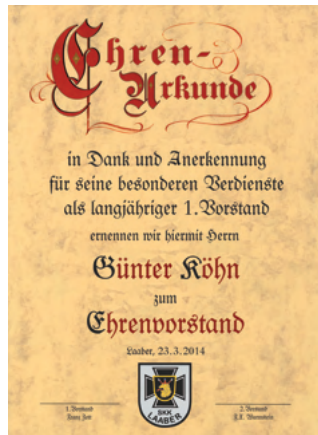 Ehren-
Urkunde
in Dank und Anerkennung
für seine besonderen Verdienste
als langjähriger 1. Vorstand
ernennen wir hiermit Herrn
Günter Köhn
zum
Ehrenvorstand
Laaber, 23. 3. 2014
1. Vorstand
2. Vorstand
SKK
LAABER